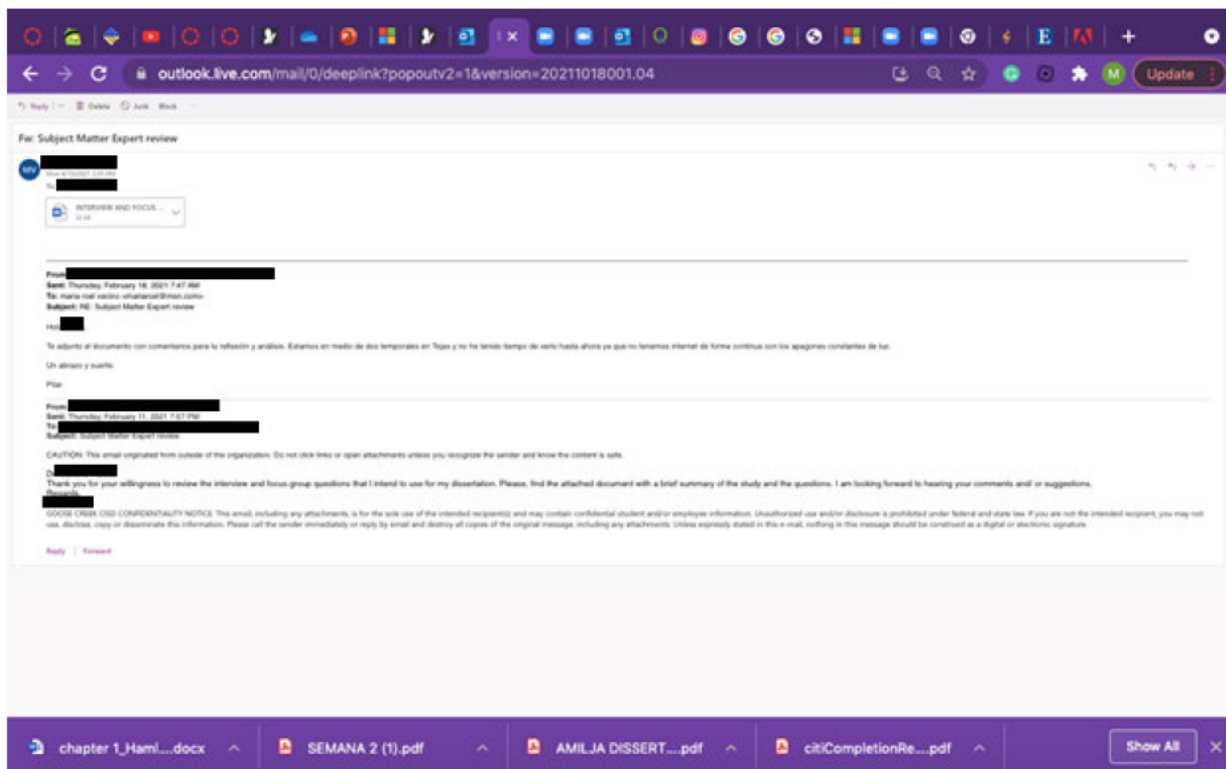 outlook.live.com/mail/0/deeplink?popoutv2=1&version=20211018001.04
Update
Reply Delete Junk Block
Fw: Subject Matter Expert review
MV
To:
INTERVIEW AND FOCUS ...
From:
Sent: Thursday, February 18, 2021 7:47 AM
To: maria roel vecino
Subject: RE: Subject Matter Expert review
Te adjunto el documento con comentarios para tu reflexión y análisis. Estamos en medio de dos temporales en Tejas y no he tenido tiempo de verlo hasta ahora ya que no tenemos internet de forma continua con los apagones constantes de luz.
Un abrazo y suerte.
Pilar
From:
Sent: Thursday, February 11, 2021 7:57 PM
To:
Subject: Subject Matter Expert review
CAUTION: This email originated from outside of the organization. Do not click links or open attachments unless you recognize the sender and know the content is safe.
Thank you for your willingness to review the interview and focus group questions that I intend to use for my dissertation. Please, find the attached document with a brief summary of the study and the questions. I am looking forward to hearing your comments and/ or suggestions.
Regards,
GOOSE CREEK CISD CONFIDENTIALITY NOTICE: This email, including any attachments, is for the sole use of the intended recipient(s) and may contain confidential student and/or employee information. Unauthorized use and/or disclosure is prohibited under federal and state law. If you are not the intended recipient, you may not
use, disclose, copy or disseminate this information. Please call the sender immediately or reply by email and destroy all copies of the original message, including any attachments. Unless expressly stated in this e-mail, nothing in this message should be construed as a digital or electronic signature.
Reply Forward
chapter 1_Haml....docx SEMANA 2 (1).pdf AMILJA DISSERT....pdf citiCompletionRe....pdf Show All